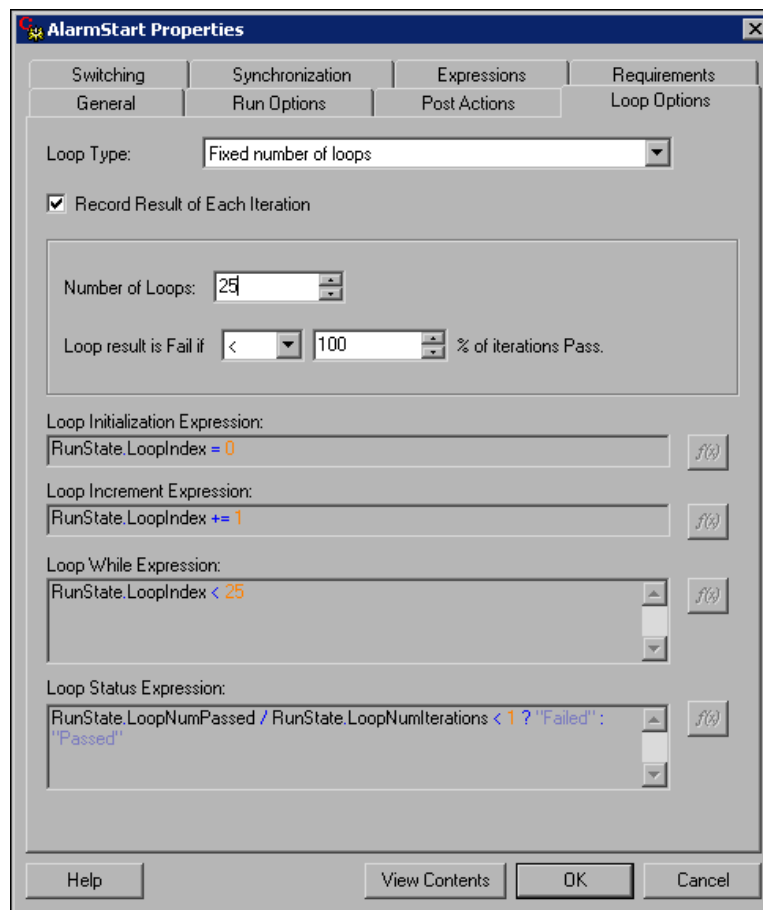 AlarmStart Properties
Switching Synchronization Expressions Requirements
General Run Options Post Actions Loop Options
Loop Type: Fixed number of loops
Record Result of Each Iteration
Number of Loops: 25
Loop result is Fail if < 100 % of iterations Pass.
Loop Initialization Expression:
RunState.LoopIndex = 0
f(x)
Loop Increment Expression:
RunState.LoopIndex += 1
f(x)
Loop While Expression:
RunState.LoopIndex < 25
f(x)
Loop Status Expression:
RunState.LoopNumPassed / RunState.LoopNumIterations < 1 ? "Failed" :
"Passed"
f(x)
Help View Contents OK Cancel